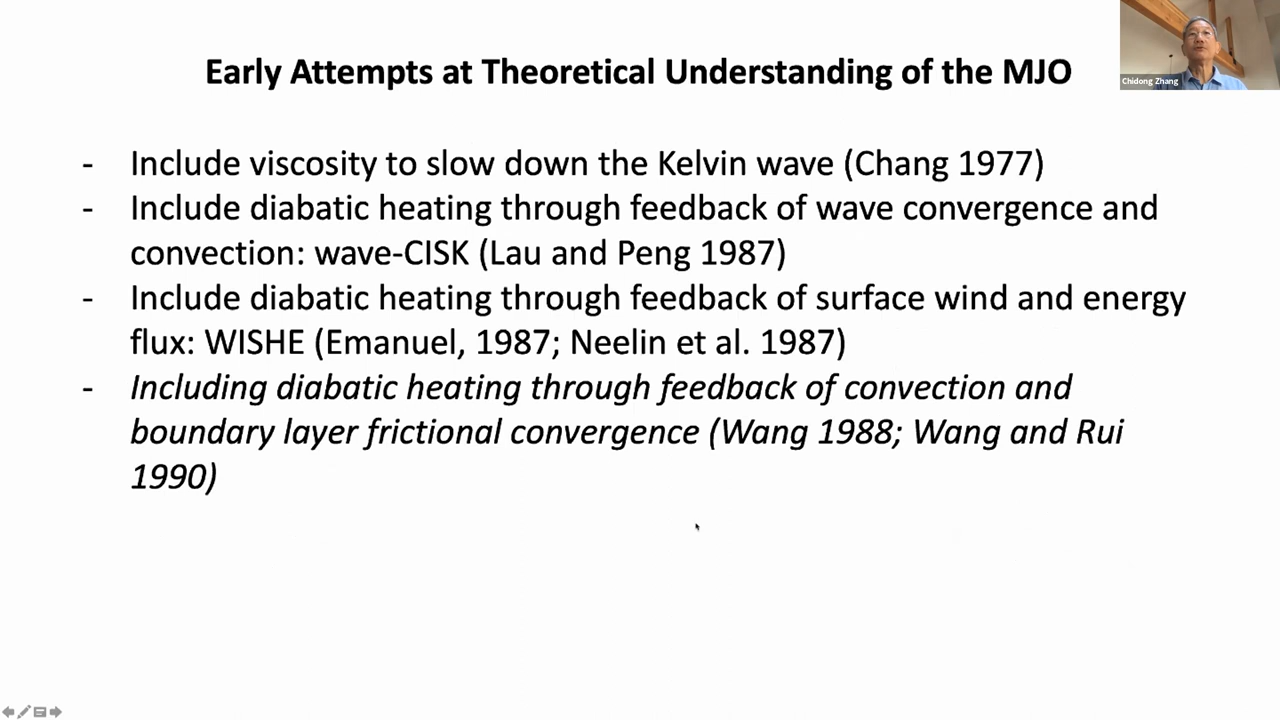 Early Attempts at Theoretical Understanding of the MJO
Chidong Zhang
- Include viscosity to slow down the Kelvin wave (Chang 1977)
- Include diabatic heating through feedback of wave convergence and
convection: wave-CISK (Lau and Peng 1987)
- Include diabatic heating through feedback of surface wind and energy
flux: WISHE (Emanuel, 1987; Neelin et al. 1987)
- Including diabatic heating through feedback of convection and
boundary layer frictional convergence (Wang 1988; Wang and Rui
1990)